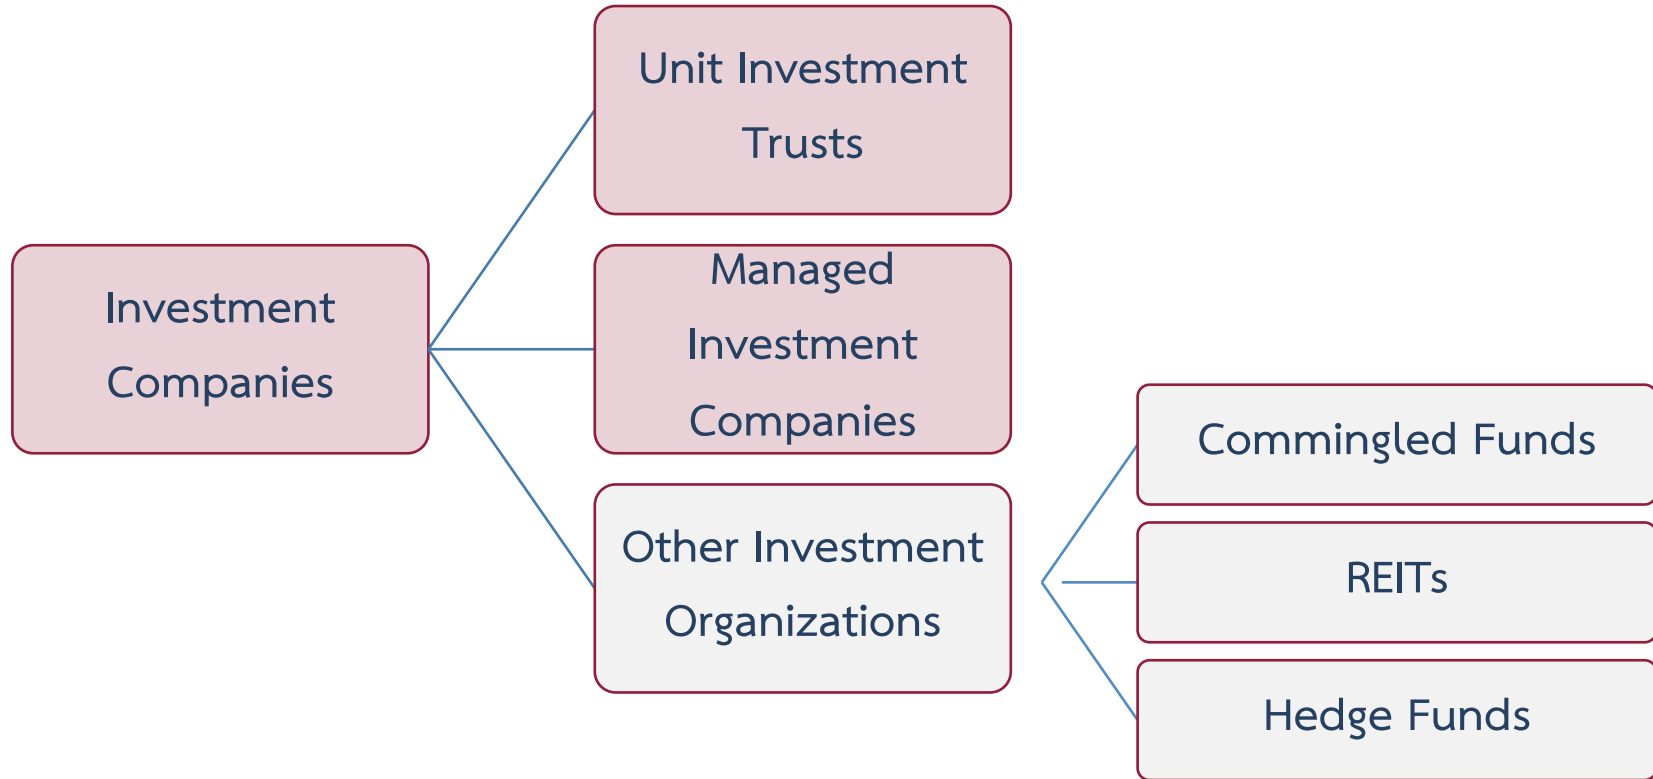 Unit Investment
Trusts
Investment
Companies
Managed
Investment
Companies
Other Investment
Organizations
Commingled Funds
REITs
Hedge Funds